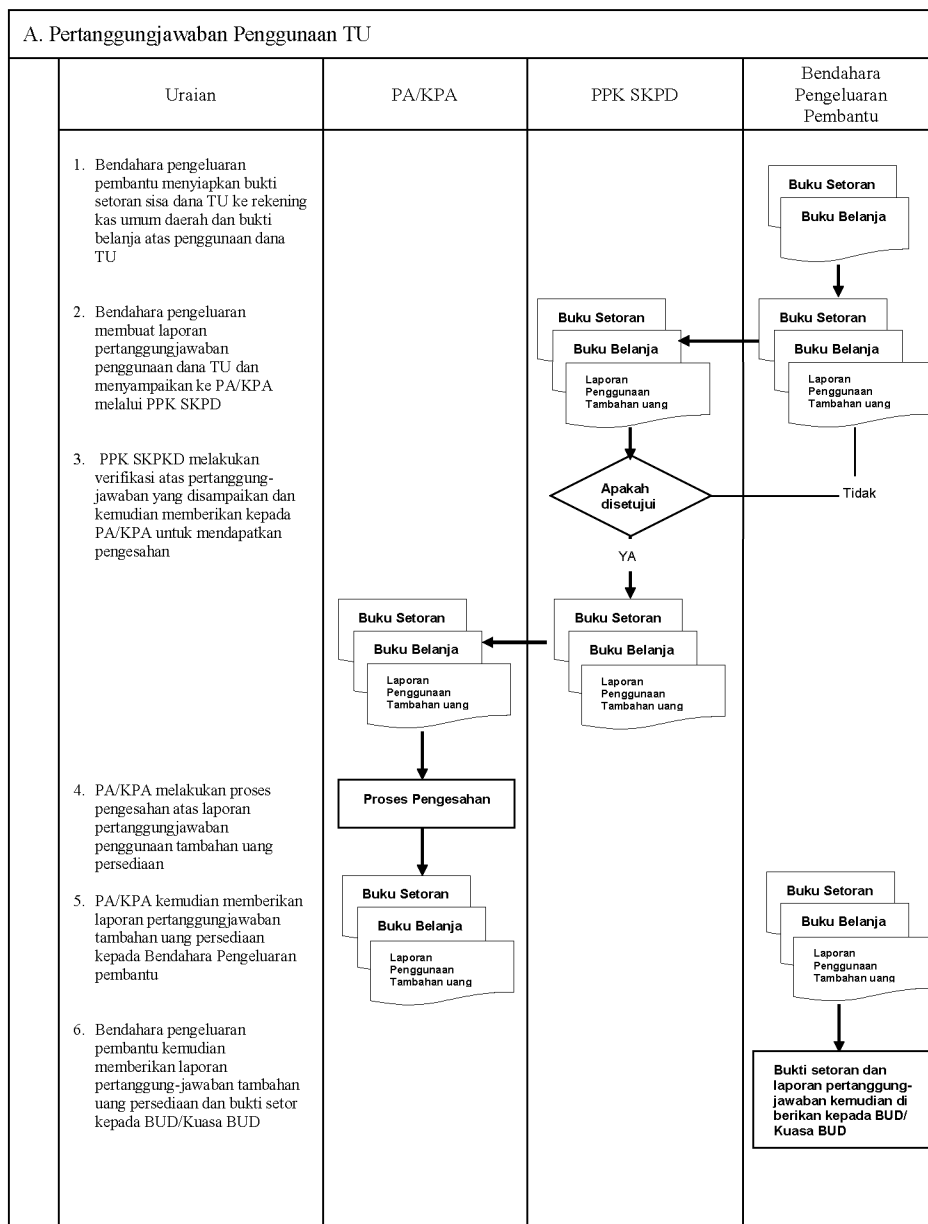 A. Pertanggungjawaban Penggunaan TU
Uraian
PA/KPA
PPK SKPD
Bendahara
Pengeluaran
Pembantu
1. Bendahara pengeluaran
pembantu menyiapkan bukti
setoran sisa dana TU ke rekening
kas umum daerah dan bukti
belanja atas penggunaan dana
TU
Buku Setoran
Buku Belanja
2. Bendahara pengeluaran
membuat laporan
pertanggungjawaban
penggunaan dana TU dan
menyampaikan ke PA/KPA
melalui PPK SKPD
Buku Setoran
Buku Belanja
Laporan
Penggunaan
Tambahan uang
Buku Setoran
Buku Belanja
Laporan
Penggunaan
Tambahan uang
3. PPK SKPKD melakukan
verifikasi atas pertanggung-
jawaban yang disampaikan dan
kemudian memberikan kepada
PA/KPA untuk mendapatkan
pengesahan
Apakah
disetujui
Tidak
YA
Buku Setoran
Buku Belanja
Laporan
Penggunaan
Tambahan uang
Buku Setoran
Buku Belanja
Laporan
Penggunaan
Tambahan uang
4. PA/KPA melakukan proses
pengesahan atas laporan
pertanggungjawaban
penggunaan tambahan uang
persediaan
Proses Pengesahan
5. PA/KPA kemudian memberikan
laporan pertanggungjawaban
tambahan uang persediaan
kepada Bendahara Pengeluaran
pembantu
Buku Setoran
Buku Belanja
Laporan
Penggunaan
Tambahan uang
Buku Setoran
Buku Belanja
Laporan
Penggunaan
Tambahan uang
6. Bendahara pengeluaran
pembantu kemudian
memberikan laporan
pertanggung-jawaban tambahan
uang persediaan dan bukti setor
kepada BUD/Kuasa BUD
Bukti setoran dan
laporan pertanggung-
jawaban kemudian di
berikan kepada BUD/
Kuasa BUD